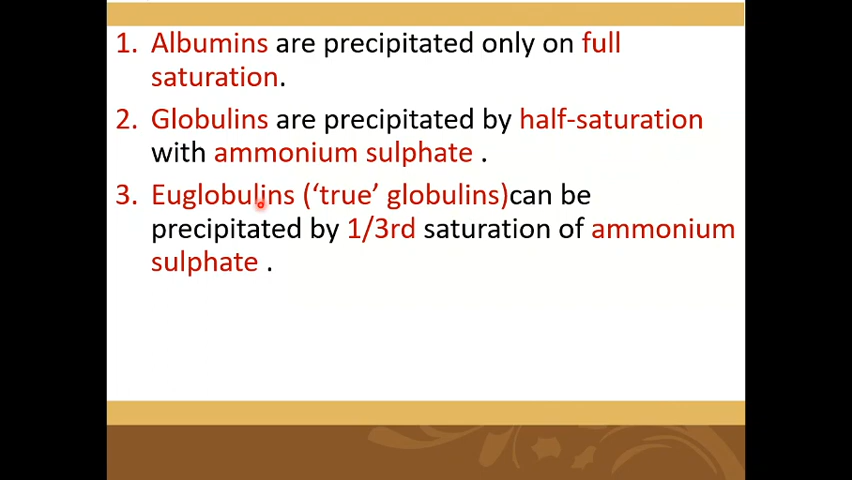 1. Albumins are precipitated only on full
saturation.
2. Globulins are precipitated by half-saturation
with ammonium sulphate .
3. Euglobulins (‘true’ globulins)can be
precipitated by 1/3rd saturation of ammonium
sulphate .